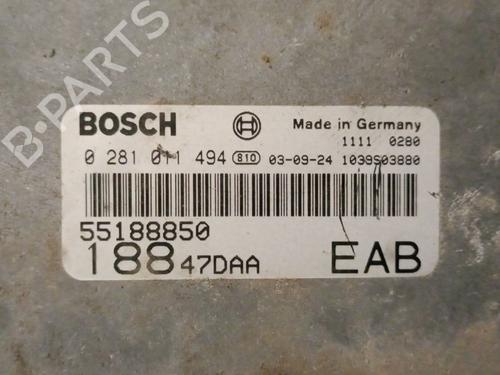 B-PARTS
BOSCH
Made in Germany
1111 0280
0 281 011 494 810 03-09-24 1039S03880
55188850
188 47DAA EAB